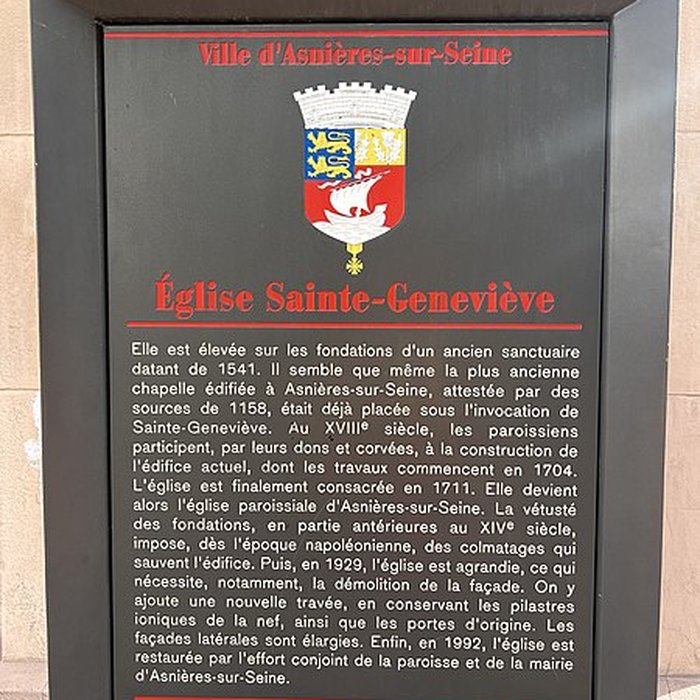 Ville d'Asnières-sur-Seine
Église Sainte-Geneviève
Elle est élevée sur les fondations d'un ancien sanctuaire
datant de 1541. Il semble que même la plus ancienne
chapelle édifiée à Asnières-sur-Seine, attestée par des
sources de 1158, était déjà placée sous l'invocation de
Sainte-Geneviève. Au XVIIIe siècle, les paroissiens
participent, par leurs dons et corvées, à la construction de
l'édifice actuel, dont les travaux commencent en 1704.
L'église est finalement consacrée en 1711. Elle devient
alors l'église paroissiale d'Asnières-sur-Seine. La vétusté
des fondations, en partie antérieures au XIVe siècle,
impose, dès l'époque napoléonienne, des colmatages qui
sauvent l'édifice. Puis, en 1929, l'église est agrandie, ce qui
nécessite, notamment, la démolition de la façade. On y
ajoute une nouvelle travée, en conservant les pilastres
ioniques de la nef, ainsi que les portes d'origine. Les
façades latérales sont élargies. Enfin, en 1992, l'église est
restaurée par l'effort conjoint de la paroisse et de la mairie
d'Asnières-sur-Seine.